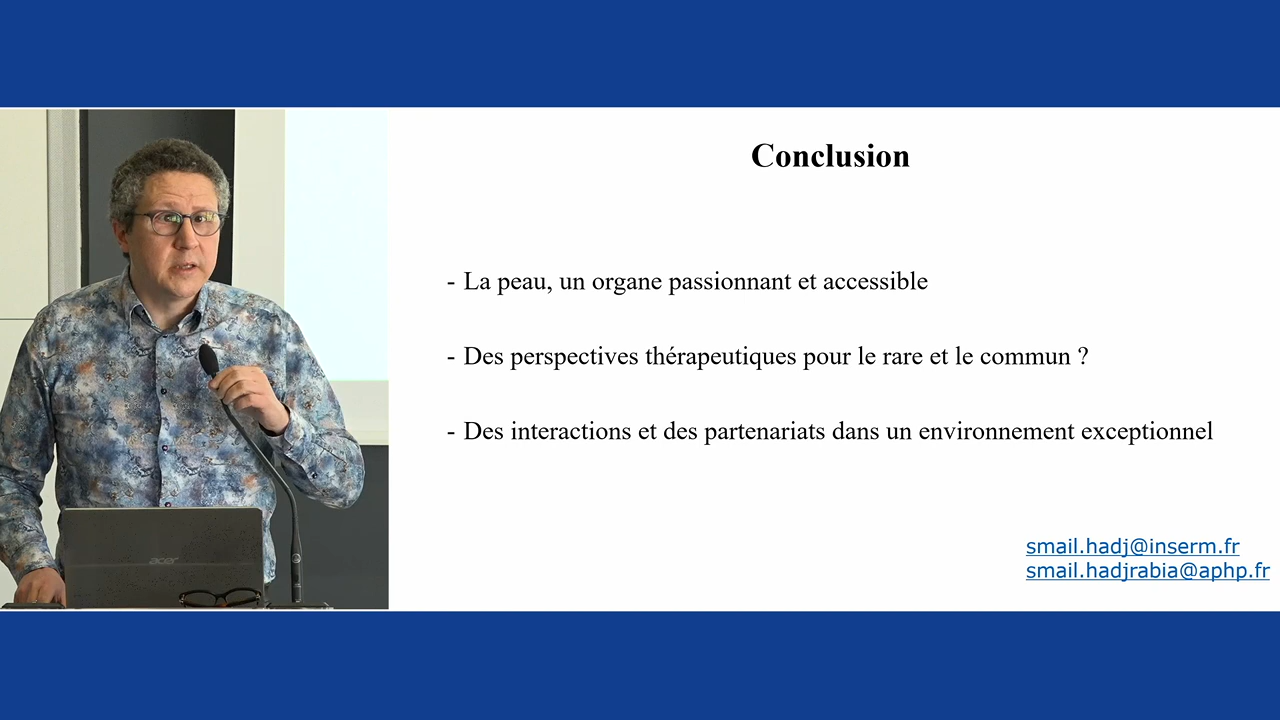 Conclusion
- La peau, un organe passionnant et accessible
- Des perspectives thérapeutiques pour le rare et le commun ?
- Des interactions et des partenariats dans un environnement exceptionnel
smail.hadj@inserm.fr
smail.hadjrabia@aphp.fr
acer